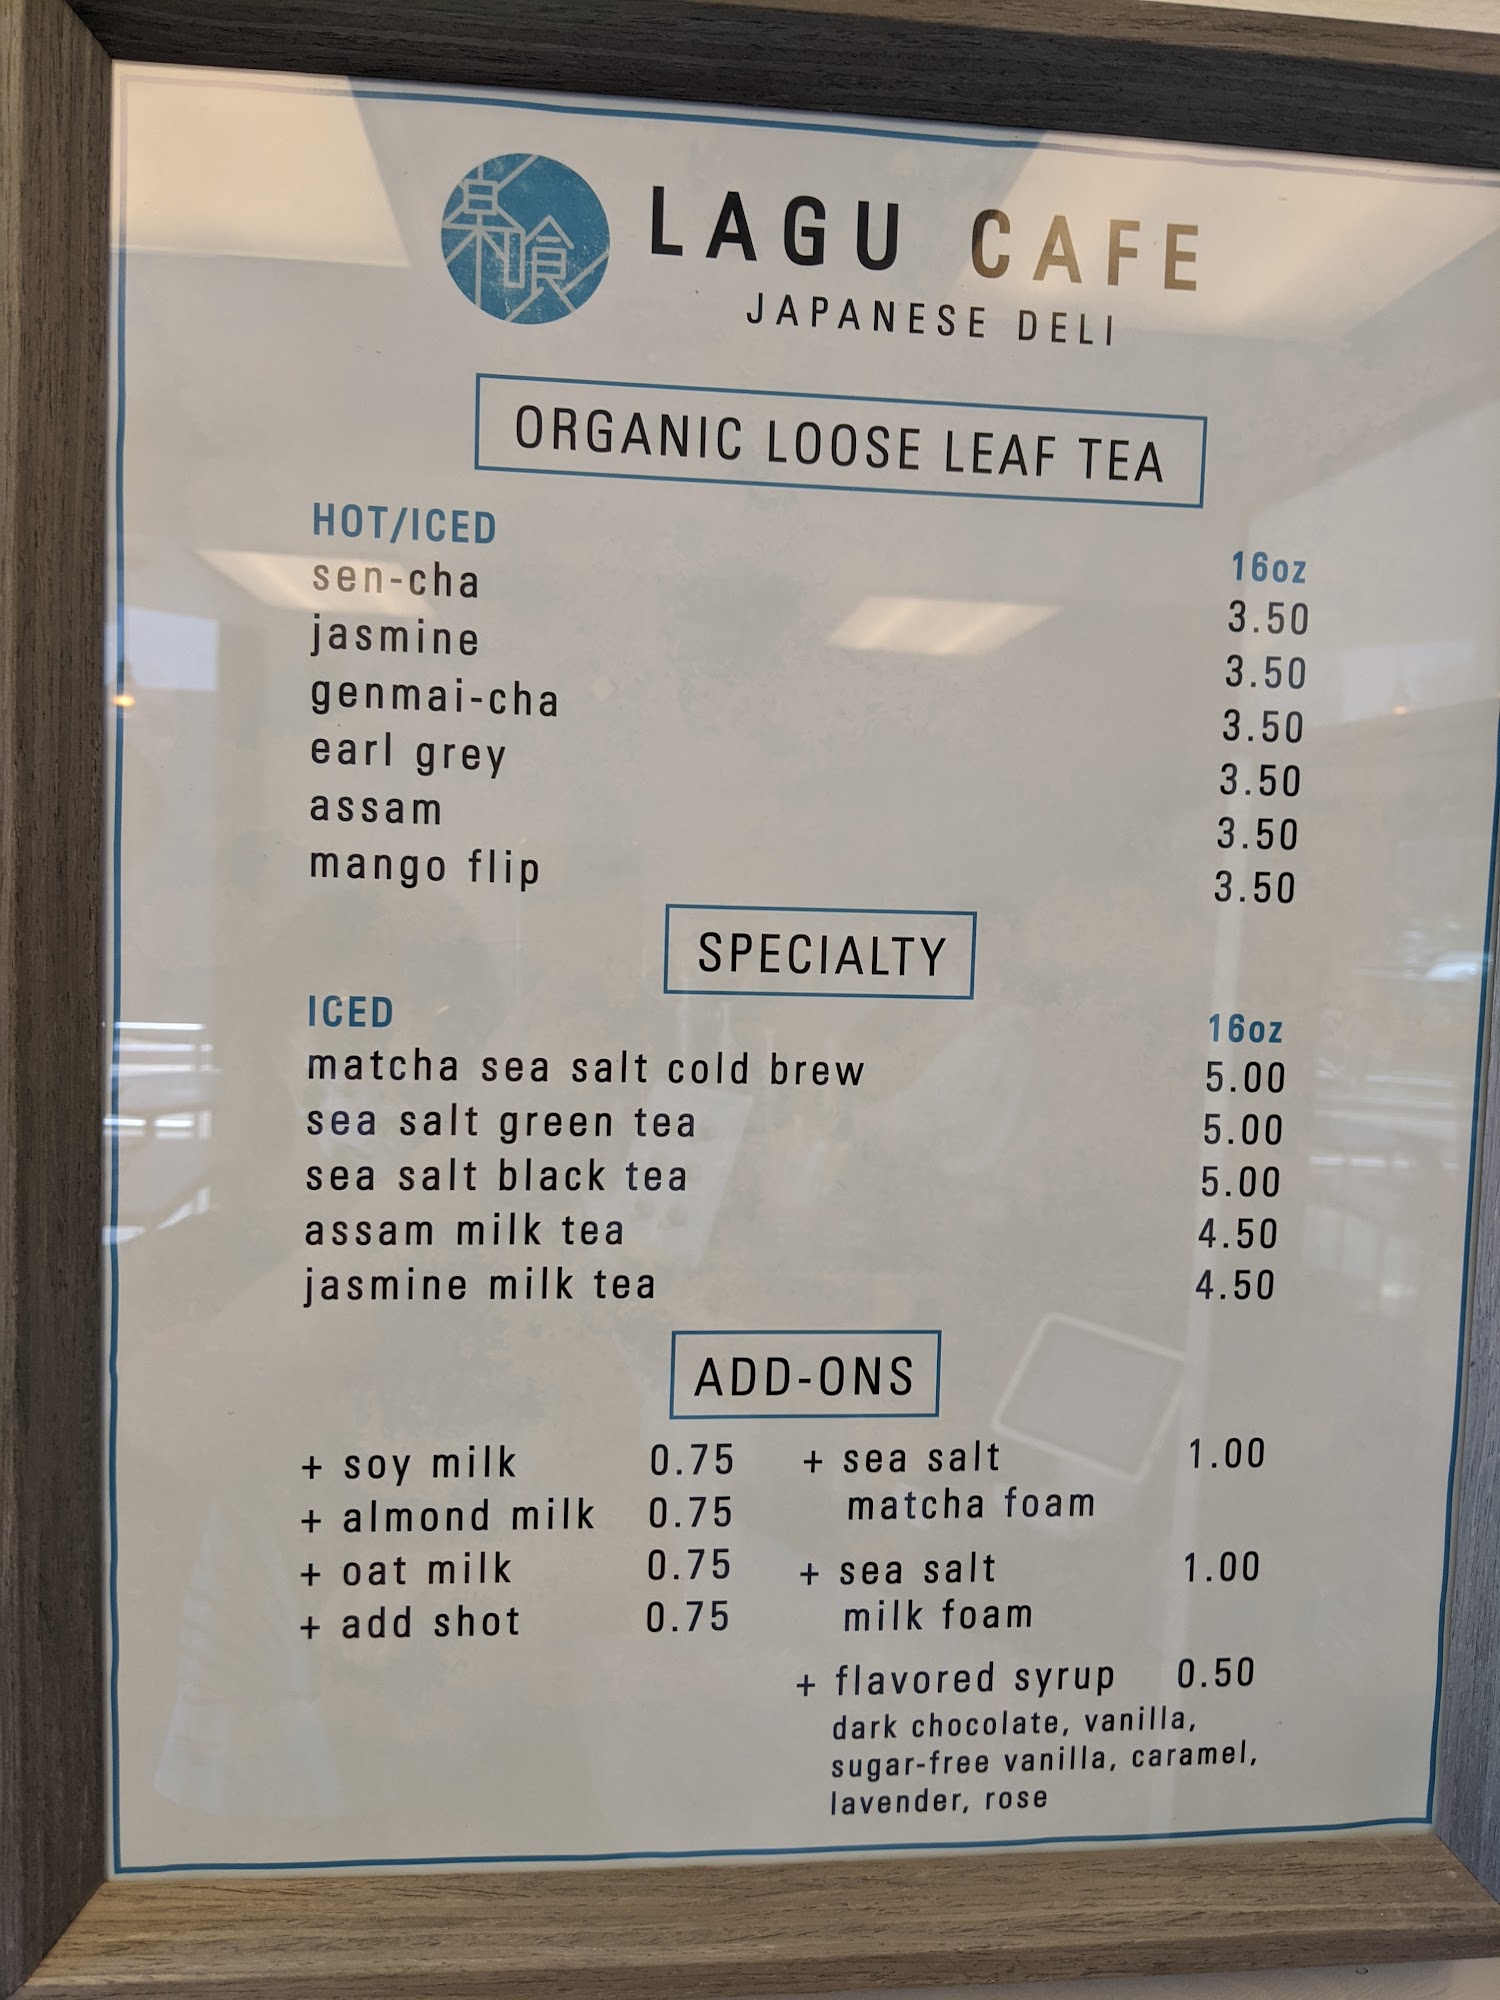 LAGU CAFE
JAPANESE DELI
ORGANIC LOOSE LEAF TEA
HOT/ICED 16oz
sen-cha 3.50
jasmine 3.50
genmai-cha 3.50
earl grey 3.50
assam 3.50
mango flip 3.50
SPECIALTY
ICED 16oz
matcha sea salt cold brew 5.00
sea salt green tea 5.00
sea salt black tea 5.00
assam milk tea 4.50
jasmine milk tea 4.50
ADD-ONS
+ soy milk 0.75
+ almond milk 0.75
+ oat milk 0.75
+ add shot 0.75
+ sea salt 1.00
matcha foam
+ sea salt 1.00
milk foam
+ flavored syrup 0.50
dark chocolate, vanilla,
sugar-free vanilla, caramel,
lavender, rose